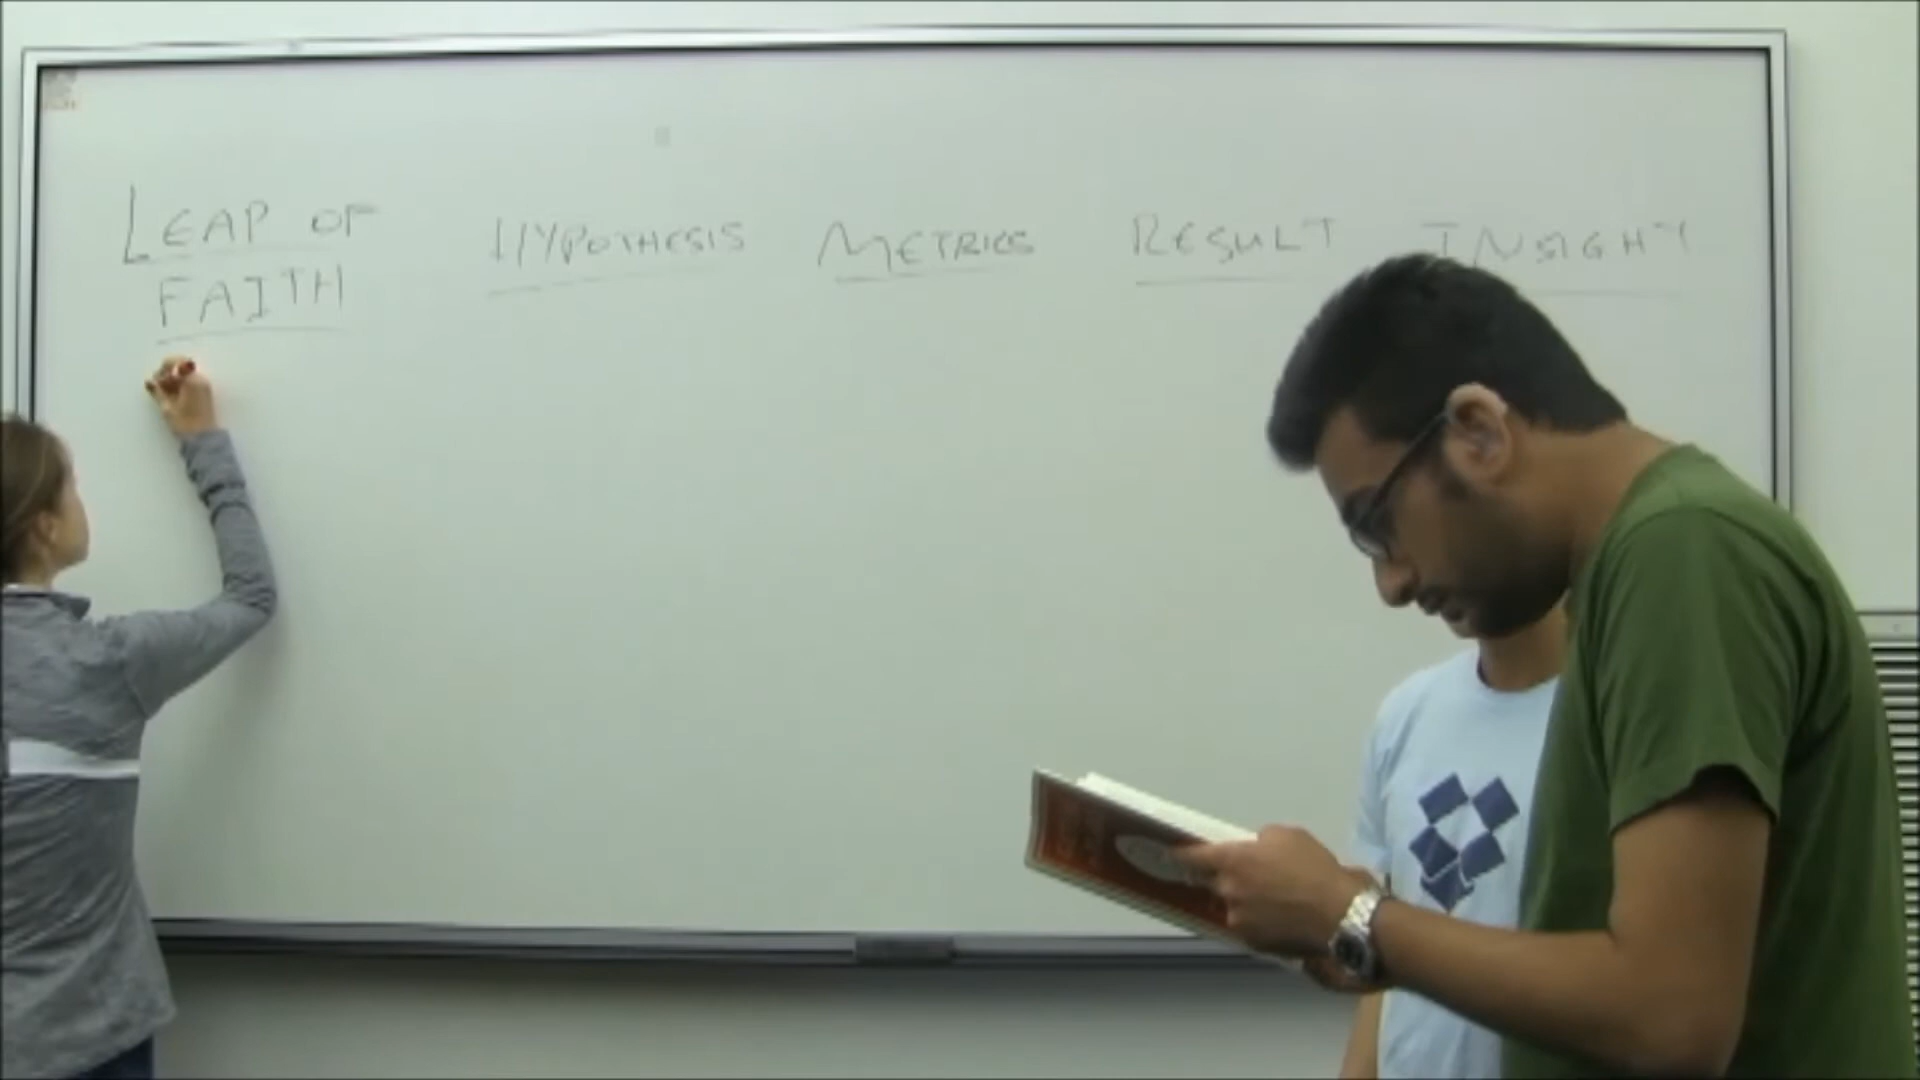 LEAP OF
FAITH
HYPOTHESIS
METRICS
RESULT
INSIGHT